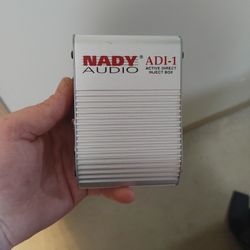 NADY ADI-1
AUDIO ACTIVE DIRECT
INJECT BOX